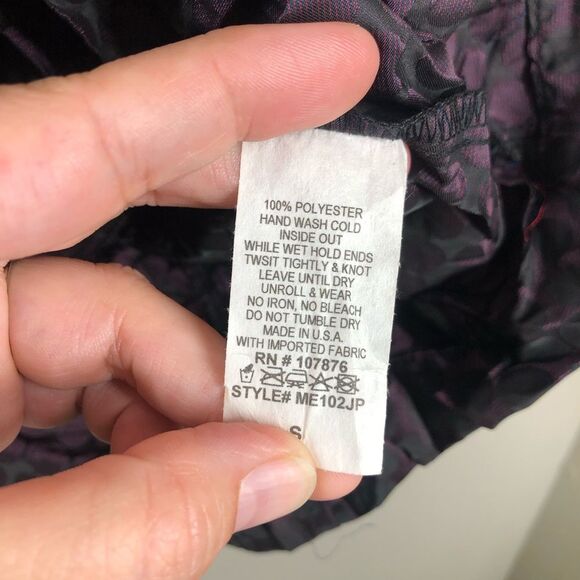 100% POLYESTER
HAND WASH COLD
INSIDE OUT
WHILE WET HOLD ENDS
TWSIT TIGHTLY & KNOT
LEAVE UNTIL DRY
UNROLL & WEAR
NO IRON, NO BLEACH
DO NOT TUMBLE DRY
MADE IN U.S.A.
WITH IMPORTED FABRIC
RN # 107876
STYLE# ME102JP
S